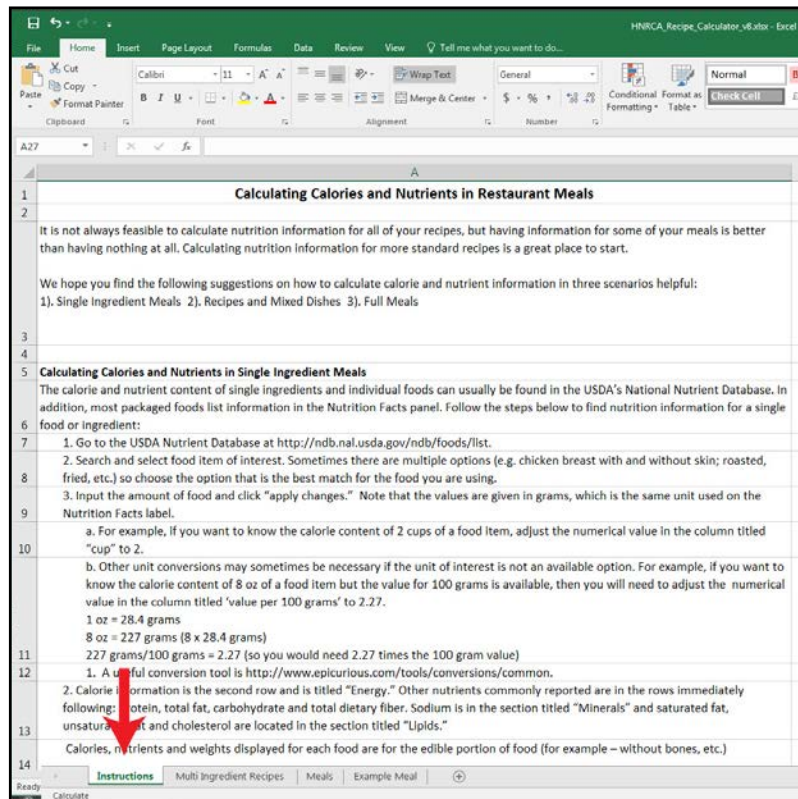 HNRCA_Recipe_Calculator_v8.xlsx - Excel
File Home Insert Page Layout Formulas Data Review View Tell me what you want to do...
Cut
Copy
Format Painter
Paste
Calibri 11 A A
B I U A
Wrap Text
Merge & Center
General
$ % ,
Conditional Formatting
Format as Table
Normal
Check Cell
Clipboard Font Alignment Number
A27 fx
A
1 Calculating Calories and Nutrients in Restaurant Meals
2
It is not always feasible to calculate nutrition information for all of your recipes, but having information for some of your meals is better
than having nothing at all. Calculating nutrition information for more standard recipes is a great place to start.
We hope you find the following suggestions on how to calculate calorie and nutrient information in three scenarios helpful:
1). Single Ingredient Meals 2). Recipes and Mixed Dishes 3). Full Meals
3
4
5 Calculating Calories and Nutrients in Single Ingredient Meals
The calorie and nutrient content of single ingredients and individual foods can usually be found in the USDA's National Nutrient Database. In
addition, most packaged foods list information in the Nutrition Facts panel. Follow the steps below to find nutrition information for a single
6 food or ingredient:
7 1. Go to the USDA Nutrient Database at http://ndb.nal.usda.gov/ndb/foods/list.
2. Search and select food item of interest. Sometimes there are multiple options (e.g. chicken breast with and without skin; roasted,
8 fried, etc.) so choose the option that is the best match for the food you are using.
3. Input the amount of food and click "apply changes." Note that the values are given in grams, which is the same unit used on the
9 Nutrition Facts label.
a. For example, if you want to know the calorie content of 2 cups of a food item, adjust the numerical value in the column titled
10 "cup" to 2.
b. Other unit conversions may sometimes be necessary if the unit of interest is not an available option. For example, if you want to
know the calorie content of 8 oz of a food item but the value for 100 grams is available, then you will need to adjust the numerical
value in the column titled 'value per 100 grams' to 2.27.
1 oz = 28.4 grams
8 oz = 227 grams (8 x 28.4 grams)
11 227 grams/100 grams = 2.27 (so you would need 2.27 times the 100 gram value)
12 1. A useful conversion tool is http://www.epicurious.com/tools/conversions/common.
2. Calorie information is the second row and is titled "Energy." Other nutrients commonly reported are in the rows immediately
following: protein, total fat, carbohydrate and total dietary fiber. Sodium is in the section titled "Minerals" and saturated fat,
13 unsaturated fat and cholesterol are located in the section titled "Lipids."
Calories, nutrients and weights displayed for each food are for the edible portion of food (for example – without bones, etc.)
14
Instructions Multi Ingredient Recipes Meals Example Meal
Ready
Calculate